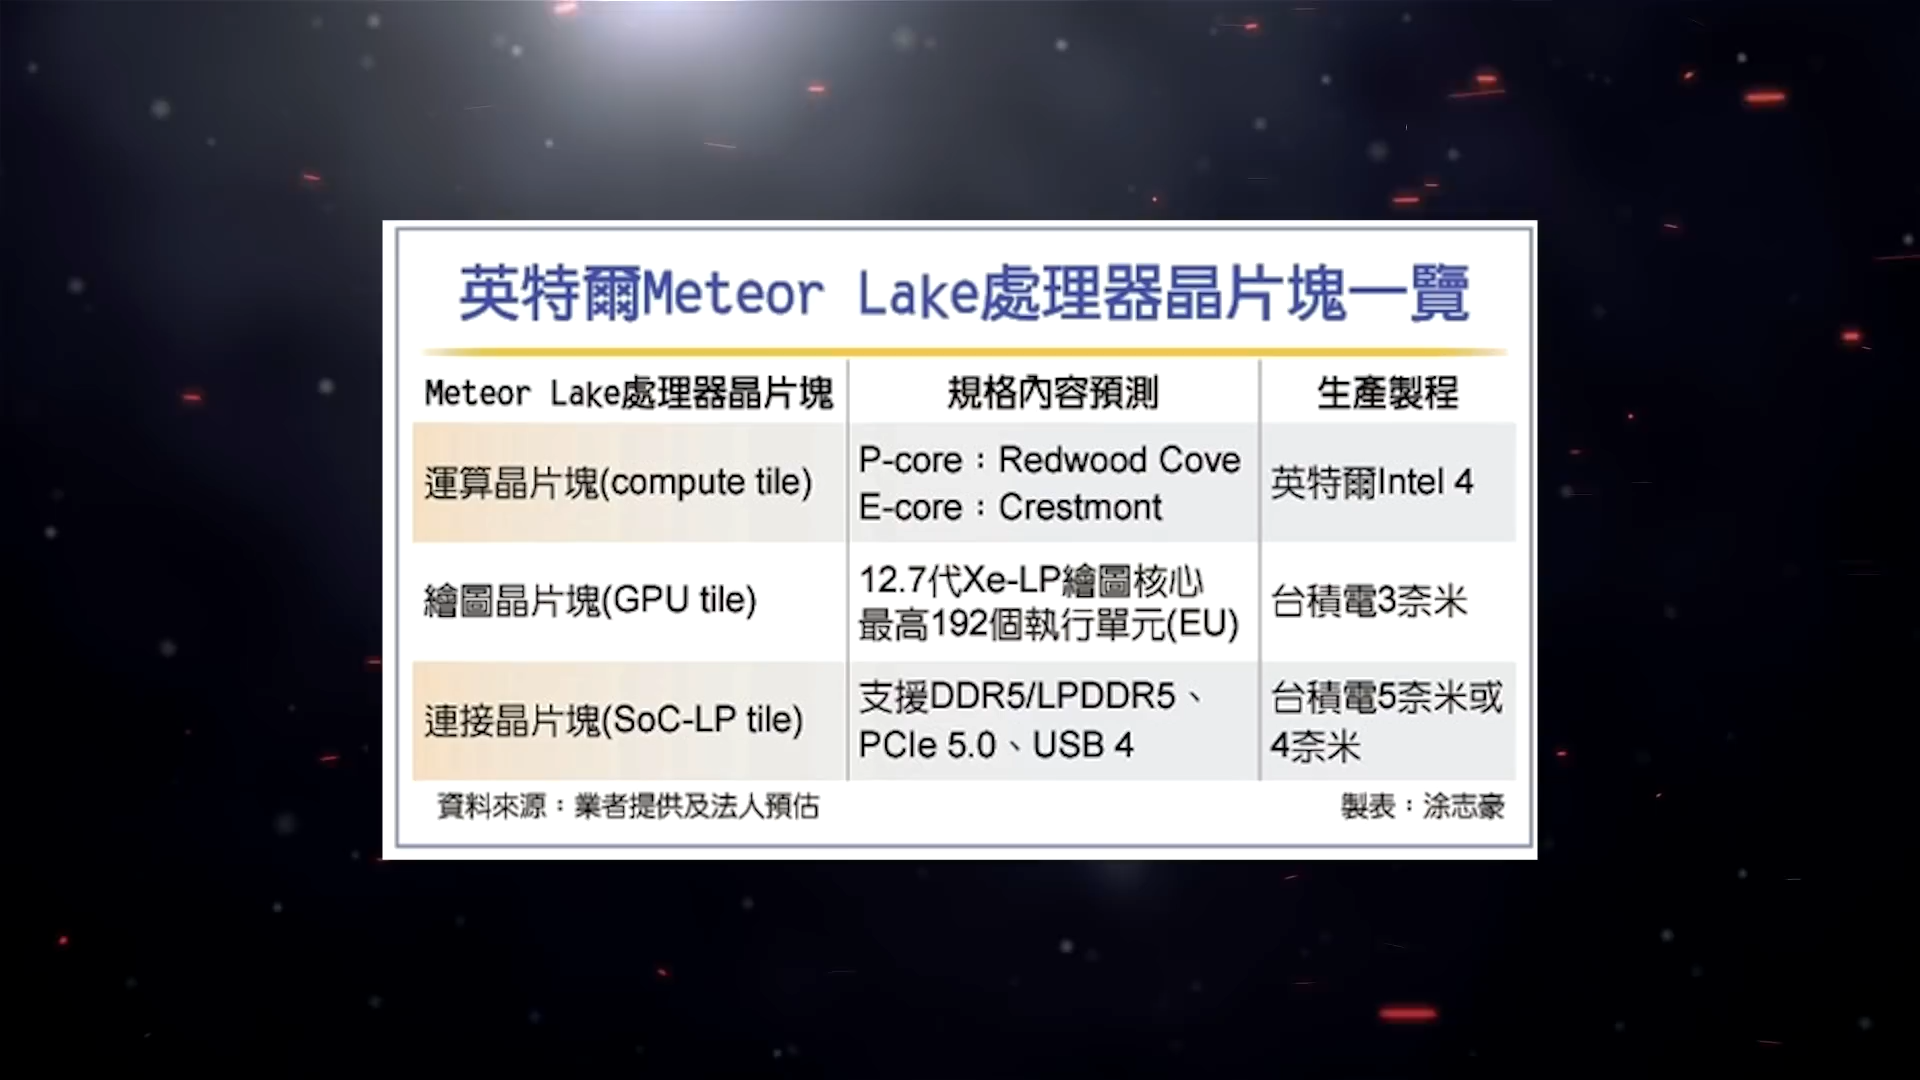 英特爾Meteor Lake處理器晶片塊一覽
Meteor Lake處理器晶片塊
規格內容預測
生產製程
運算晶片塊(compute tile)
P-core：Redwood Cove
E-core：Crestmont
英特爾Intel 4
繪圖晶片塊(GPU tile)
12.7代Xe-LP繪圖核心
最高192個執行單元(EU)
台積電3奈米
連接晶片塊(SoC-LP tile)
支援DDR5/LPDDR5、
PCIe 5.0、USB 4
台積電5奈米或
4奈米
資料來源：業者提供及法人預估
製表：涂志豪